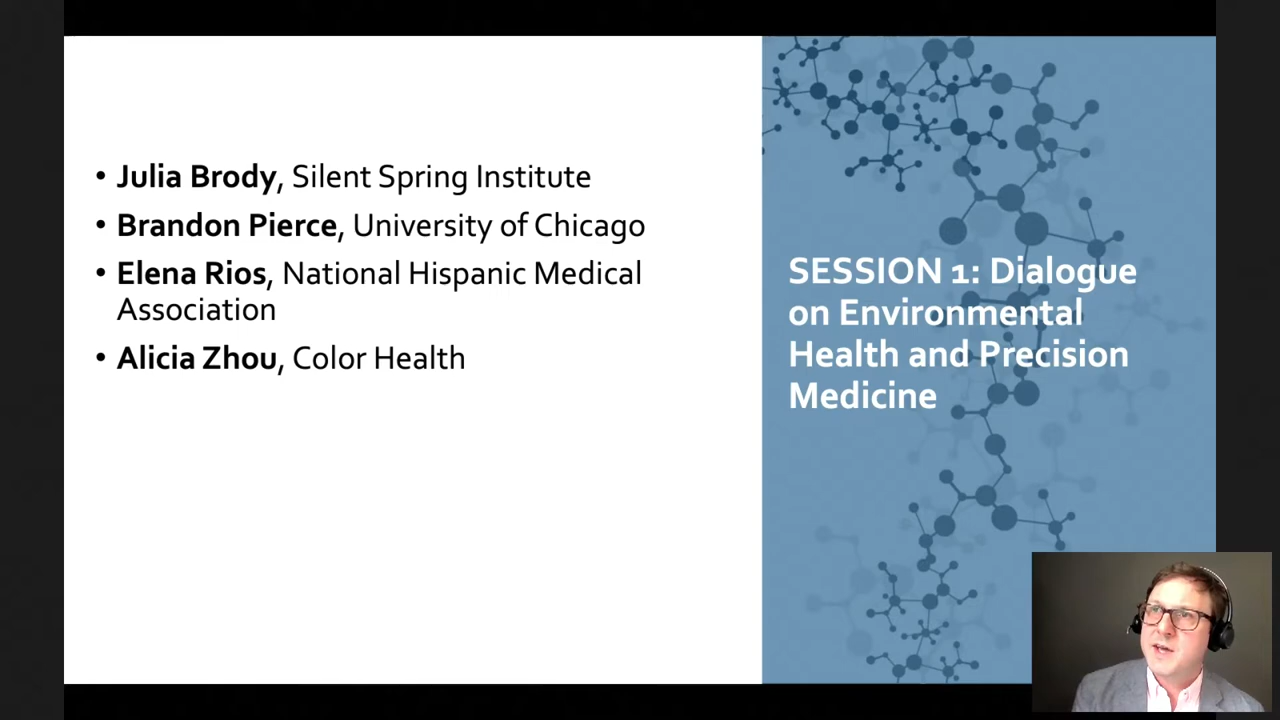 • Julia Brody, Silent Spring Institute
• Brandon Pierce, University of Chicago
• Elena Rios, National Hispanic Medical
Association
• Alicia Zhou, Color Health
SESSION 1: Dialogue
on Environmental
Health and Precision
Medicine